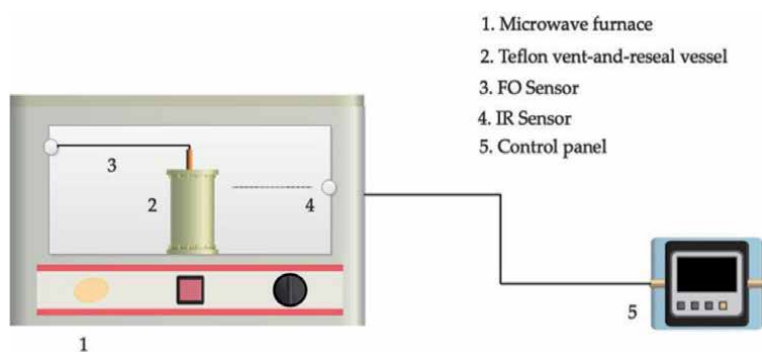 1. Microwave furnace
2. Teflon vent-and-reseal vessel
3. FO Sensor
4. IR Sensor
5. Control panel
3
2
4
5
1